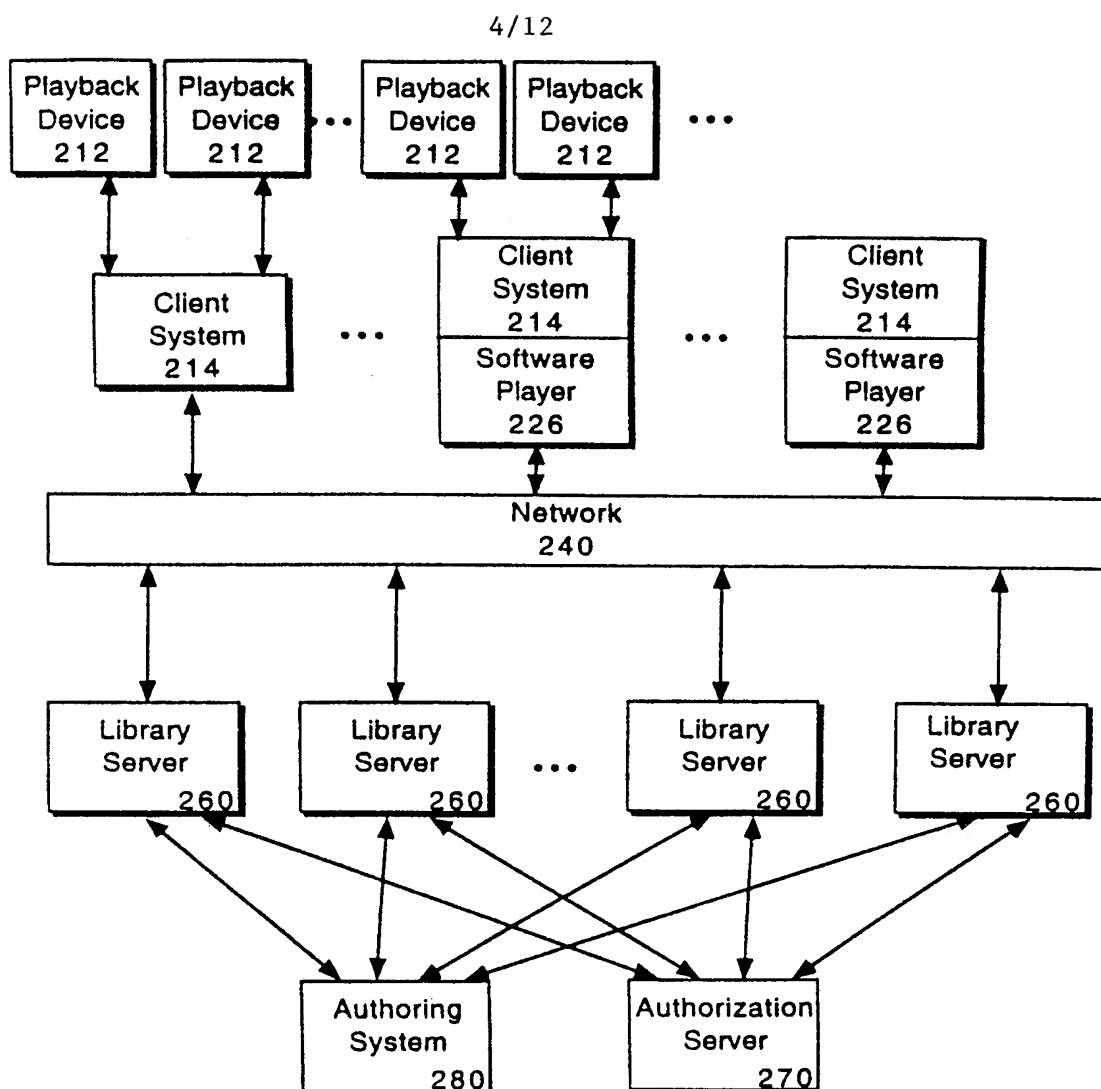 4/12
Playback
Device
212
Playback
Device
212
...
Playback
Device
212
Playback
Device
212
...
Client
System
214
...
Client
System
214
Software
Player
226
...
Client
System
214
Software
Player
226
Network
240
Library
Server
260
Library
Server
260
...
Library
Server
260
Library
Server
260
Authoring
System
280
Authorization
Server
270